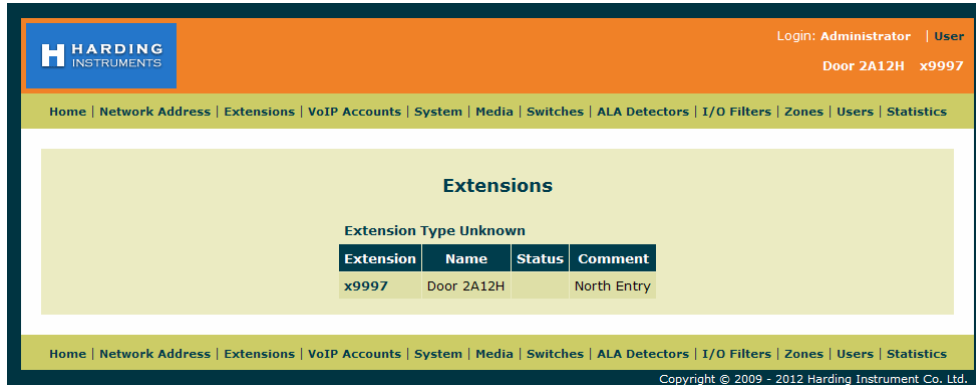 H HARDING
INSTRUMENTS
Login: Administrator | User
Door 2A12H x9997
Home | Network Address | Extensions | VoIP Accounts | System | Media | Switches | ALA Detectors | I/O Filters | Zones | Users | Statistics
Extensions
Extension Type Unknown
Extension Name Status Comment
x9997 Door 2A12H North Entry
Home | Network Address | Extensions | VoIP Accounts | System | Media | Switches | ALA Detectors | I/O Filters | Zones | Users | Statistics
Copyright © 2009 - 2012 Harding Instrument Co. Ltd.